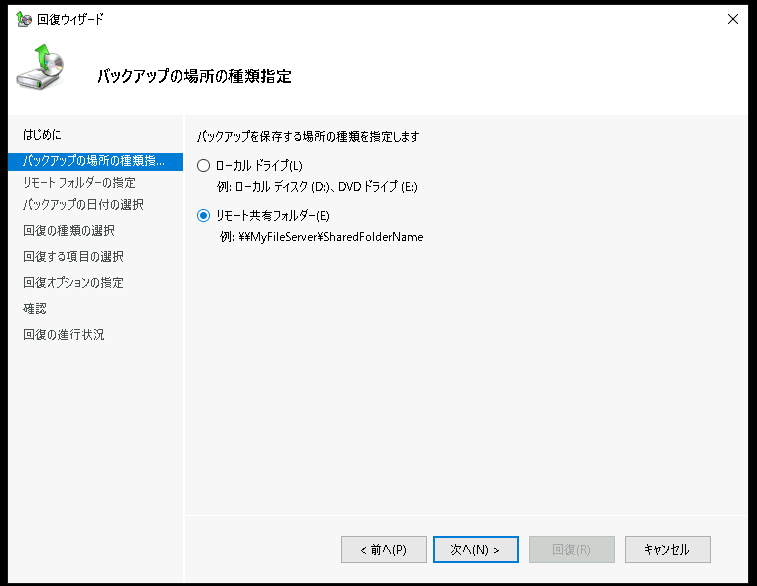 回復ウィザード
バックアップの場所の種類指定
はじめに
バックアップの場所の種類指...
リモート フォルダーの指定
バックアップの日付の選択
回復の種類の選択
回復する項目の選択
回復オプションの指定
確認
回復の進行状況
バックアップを保存する場所の種類を指定します
ローカル ドライブ(L)
例: ローカル ディスク (D:)、DVD ドライブ (E:)
リモート共有フォルダー(E)
例: ¥¥MyFileServer¥SharedFolderName
< 前へ(P)
次へ(N) >
回復(R)
キャンセル